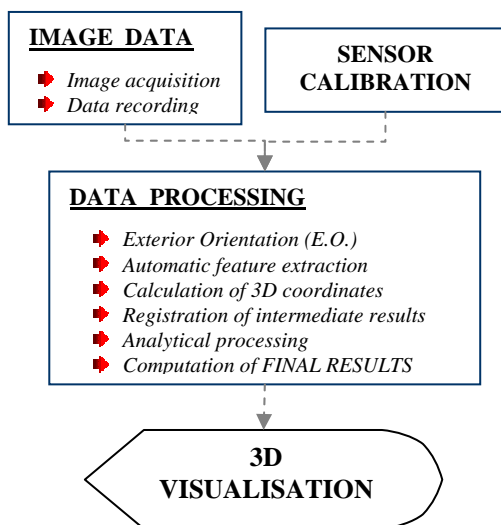 IMAGE DATA
Image acquisition
Data recording
SENSOR
CALIBRATION
DATA PROCESSING
Exterior Orientation (E.O.)
Automatic feature extraction
Calculation of 3D coordinates
Registration of intermediate results
Analytical processing
Computation of FINAL RESULTS
3D
VISUALISATION